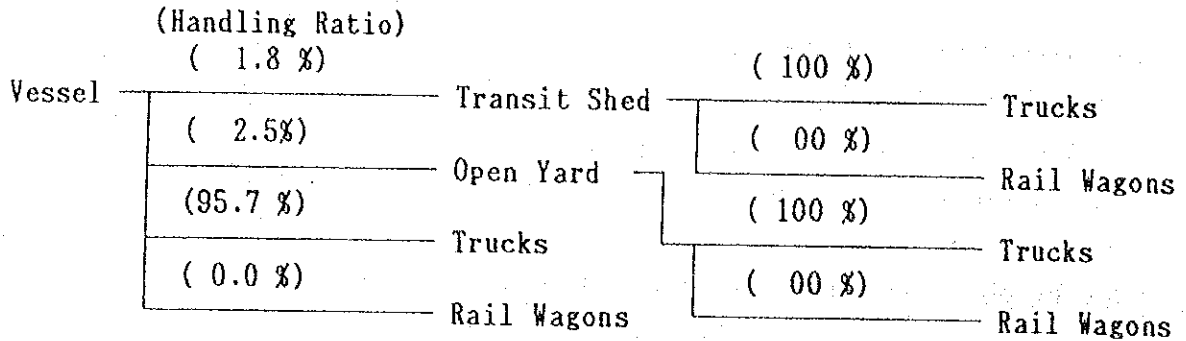 (Handling Ratio)
( 1.8 %) ( 100 %)
Vessel Transit Shed Trucks
( 2.5%) ( 00 %)
Open Yard Rail Wagons
(95.7 %) ( 100 %)
Trucks Trucks
( 0.0 %) ( 00 %)
Rail Wagons Rail Wagons